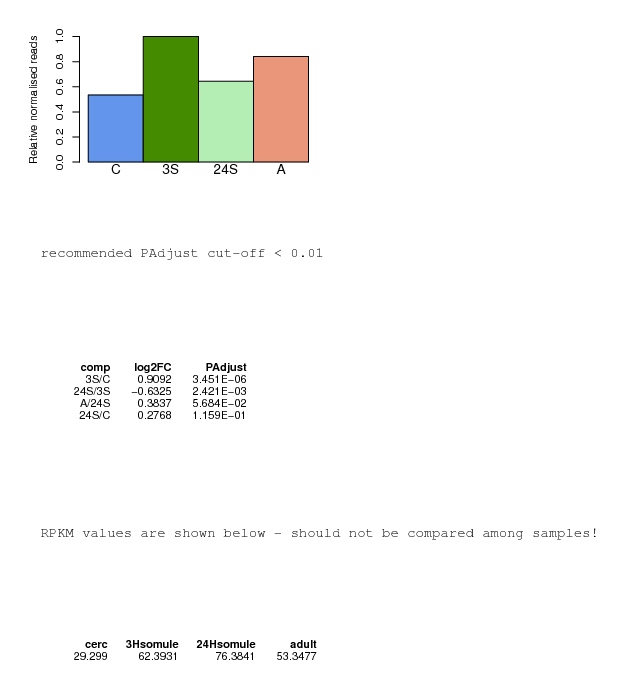 Relative normalised reads
1.0
0.8
0.6
0.4
0.2
0.0
C 3S 24S A
recommended PAdjust cut-off < 0.01
comp log2FC PAdjust
3S/C 0.9092 3.451E−06
24S/3S −0.6325 2.421E−03
A/24S 0.3837 5.684E−02
24S/C 0.2768 1.159E−01
RPKM values are shown below - should not be compared among samples!
cerc 3Hsomule 24Hsomule adult
29.299 62.3931 76.3841 53.3477